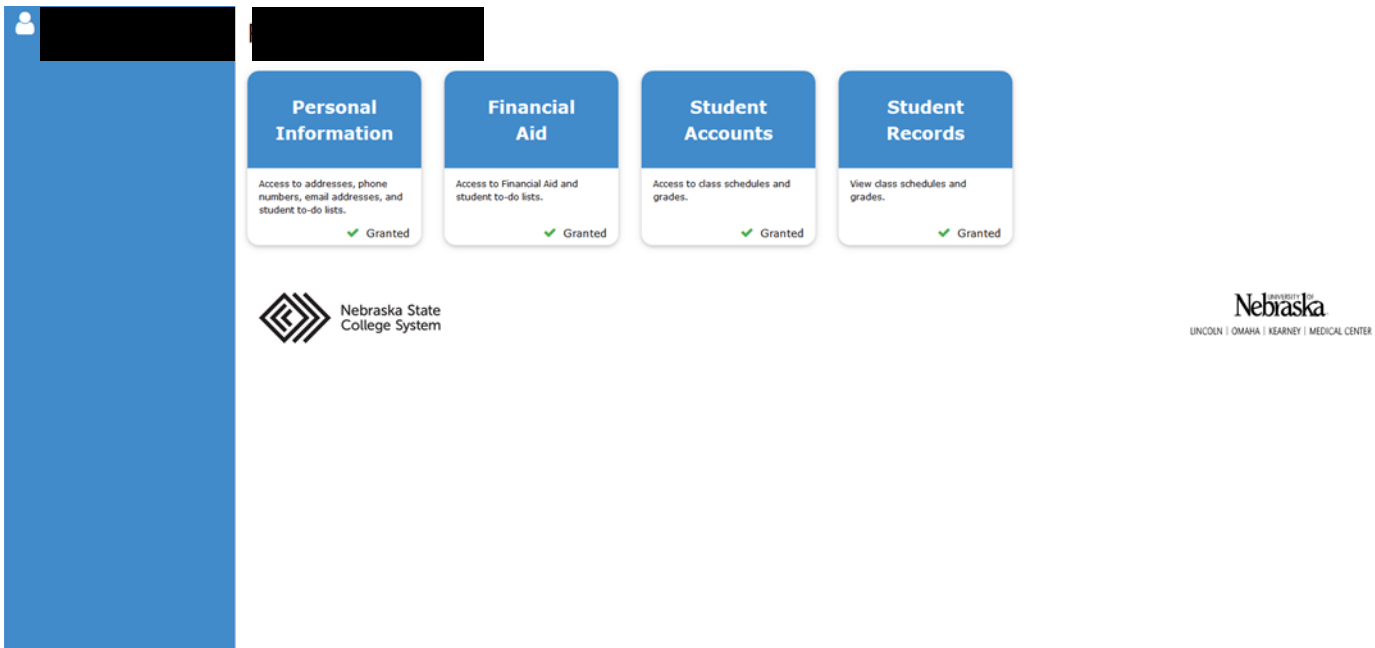 Personal
Information
Access to addresses, phone
numbers, email addresses, and
student to-do lists.
Granted
Financial
Aid
Access to Financial Aid and
student to-do lists.
Granted
Student
Accounts
Access to class schedules and
grades.
Granted
Student
Records
View class schedules and
grades.
Granted
Nebraska State
College System
UNIVERSITY OF
Nebraska
LINCOLN | OMAHA | KEARNEY | MEDICAL CENTER